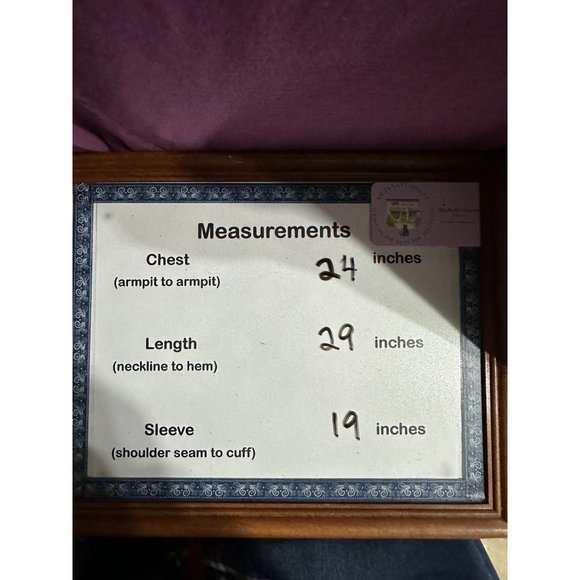 Measurements
Chest 24 inches
(armpit to armpit)
Length 29 inches
(neckline to hem)
Sleeve 19 inches
(shoulder seam to cuff)